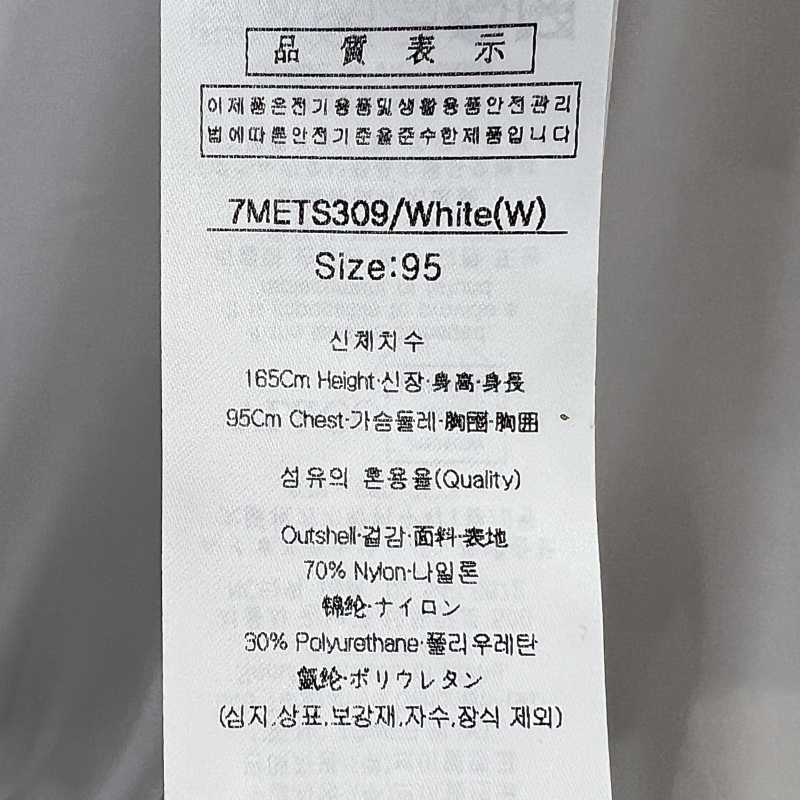 品質表示
이제품은전기용품및생활용품안전관리
법에따른안전기준을준수한제품입니다
7METS309/White(W)
Size:95
신체치수
165Cm Height·신장·身高·身長
95Cm Chest·가슴둘레·胸围·胸囲
섬유의 혼용율(Quality)
Outshell·겉감·面料·表地
70% Nylon·나일론
锦纶·ナイロン
30% Polyurethane·폴리우레탄
氨纶·ポリウレタン
(심지,상표,보강재,자수,장식 제외)